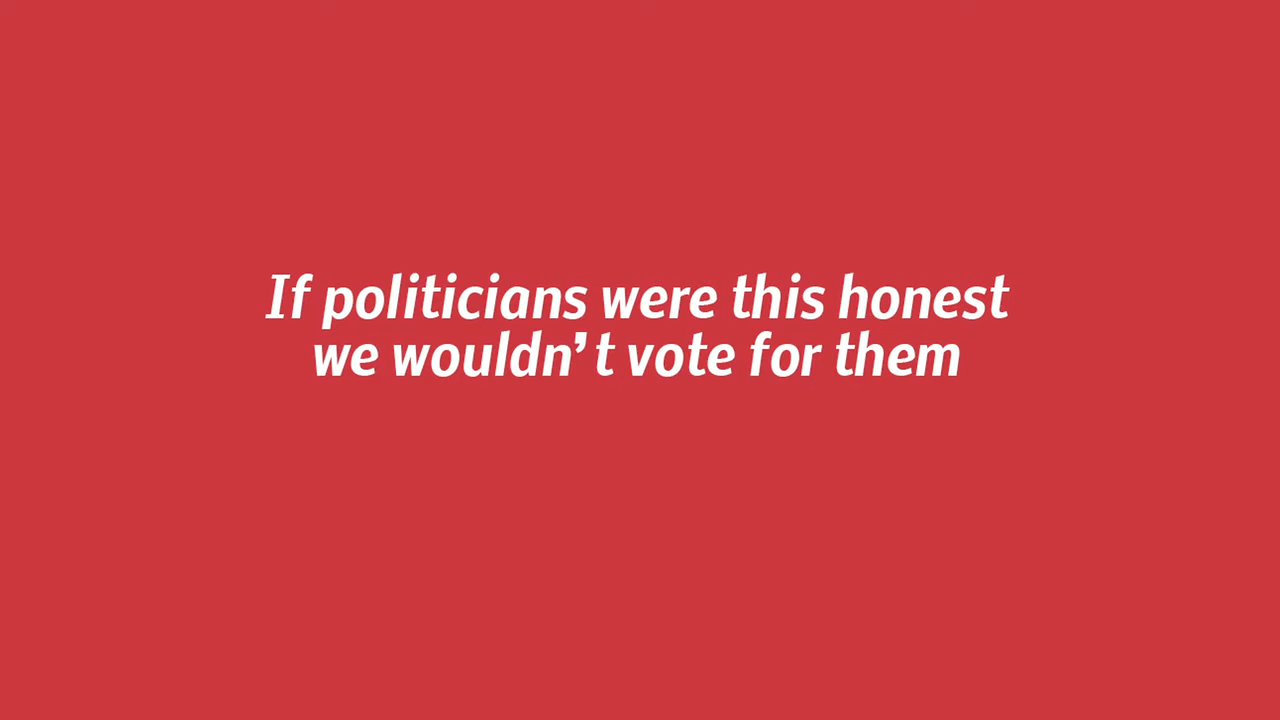 If politicians were this honest
we wouldn’t vote for them